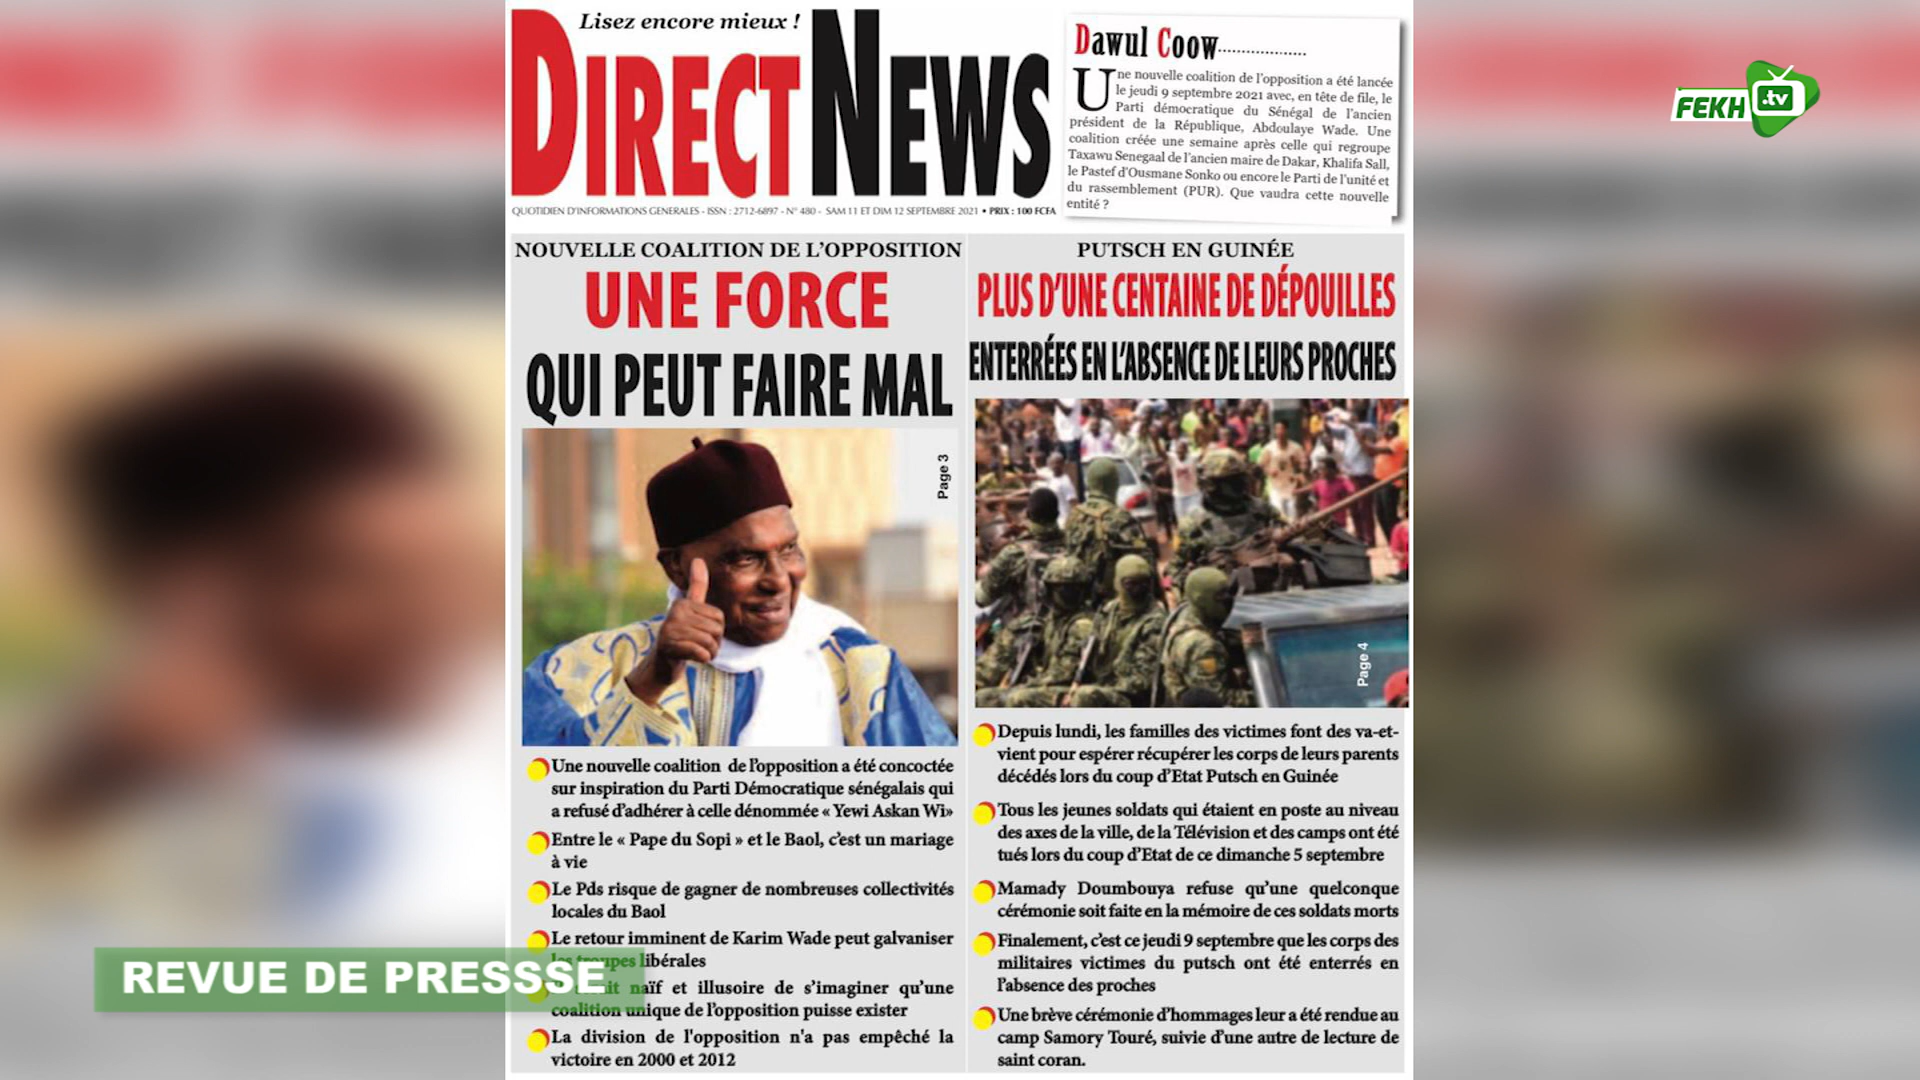 Lisez encore mieux !
DIRECTNEWS
QUOTIDIEN D'INFORMATIONS GENERALES - ISSN : 2712-6897 - N° 480 - SAM 11 ET DIM 12 SEPTEMBRE 2021 • PRIX : 100 FCFA
Dawul Coow...................
Une nouvelle coalition de l'opposition a été lancée
le jeudi 9 septembre 2021 avec, en tête de file, le
Parti démocratique du Sénégal de l'ancien
président de la République, Abdoulaye Wade. Une
coalition créée une semaine après celle qui regroupe
Taxawu Senegaal de l'ancien maire de Dakar, Khalifa Sall,
le Pastef d'Ousmane Sonko ou encore le Parti de l'unité et
du rassemblement (PUR). Que vaudra cette nouvelle
entité ?
FEKH .tv
NOUVELLE COALITION DE L'OPPOSITION
UNE FORCE
QUI PEUT FAIRE MAL
Page 3
Une nouvelle coalition de l'opposition a été concoctée
sur inspiration du Parti Démocratique sénégalais qui
a refusé d'adhérer à celle dénommée « Yewi Askan Wi»
Entre le « Pape du Sopi » et le Baol, c'est un mariage
à vie
Le Pds risque de gagner de nombreuses collectivités
locales du Baol
Le retour imminent de Karim Wade peut galvaniser
les troupes libérales
naïf et illusoire de s'imaginer qu'une
coalition unique de l'opposition puisse exister
La division de l'opposition n'a pas empêché la
victoire en 2000 et 2012
PUTSCH EN GUINÉE
PLUS D'UNE CENTAINE DE DÉPOUILLES
ENTERRÉES EN L'ABSENCE DE LEURS PROCHES
Page 4
Depuis lundi, les familles des victimes font des va-et-
vient pour espérer récupérer les corps de leurs parents
décédés lors du coup d'Etat Putsch en Guinée
Tous les jeunes soldats qui étaient en poste au niveau
des axes de la ville, de la Télévision et des camps ont été
tués lors du coup d'Etat de ce dimanche 5 septembre
Mamady Doumbouya refuse qu'une quelconque
cérémonie soit faite en la mémoire de ces soldats morts
Finalement, c'est ce jeudi 9 septembre que les corps des
militaires victimes du putsch ont été enterrés en
l'absence des proches
Une brève cérémonie d'hommages leur a été rendue au
camp Samory Touré, suivie d'une autre de lecture de
saint coran.
REVUE DE PRESSSE